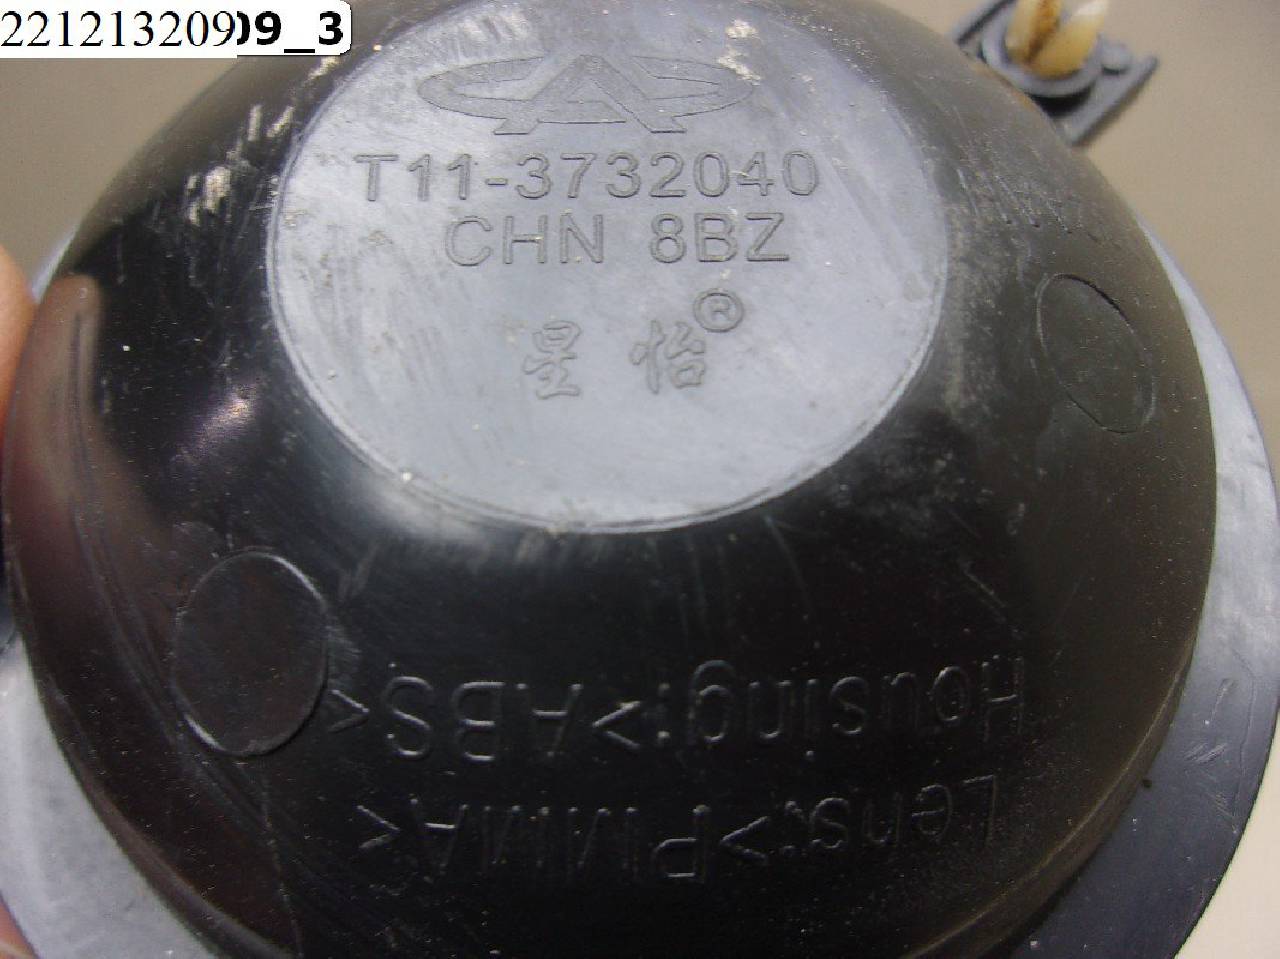 22121320909_3
T11-3732040
CHN 8BZ
星怡®
Housing:>ABS<
Lens:>PMMA<